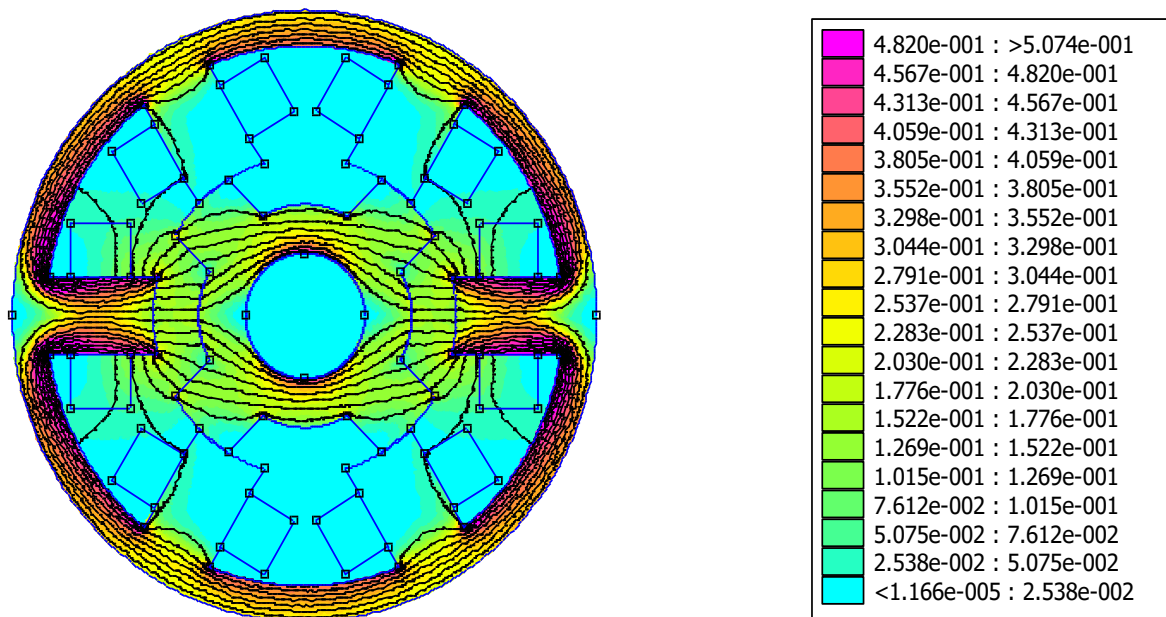 4.820e-001 : >5.074e-001
4.567e-001 : 4.820e-001
4.313e-001 : 4.567e-001
4.059e-001 : 4.313e-001
3.805e-001 : 4.059e-001
3.552e-001 : 3.805e-001
3.298e-001 : 3.552e-001
3.044e-001 : 3.298e-001
2.791e-001 : 3.044e-001
2.537e-001 : 2.791e-001
2.283e-001 : 2.537e-001
2.030e-001 : 2.283e-001
1.776e-001 : 2.030e-001
1.522e-001 : 1.776e-001
1.269e-001 : 1.522e-001
1.015e-001 : 1.269e-001
7.612e-002 : 1.015e-001
5.075e-002 : 7.612e-002
2.538e-002 : 5.075e-002
<1.166e-005 : 2.538e-002